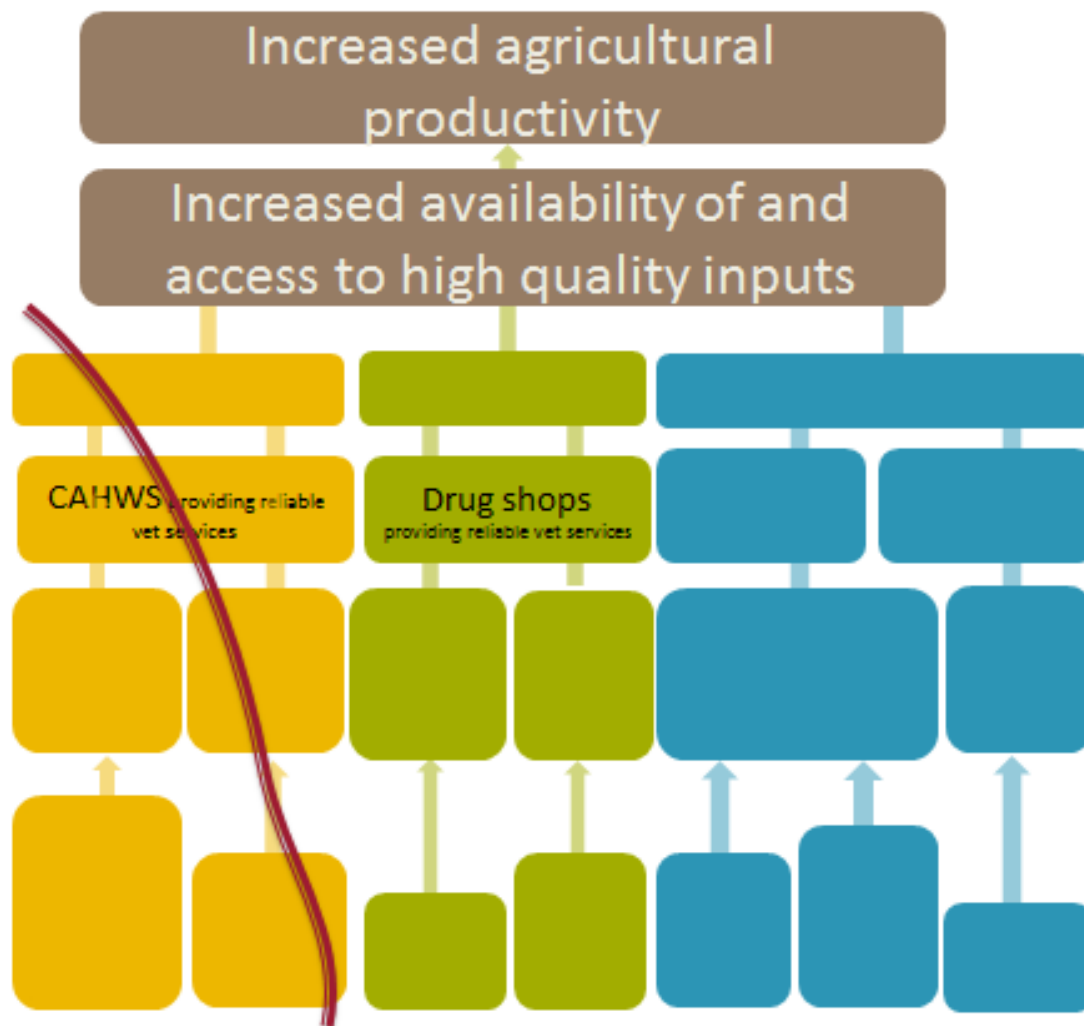 Increased agricultural
productivity
Increased availability of and
access to high quality inputs
CAHWS providing reliable
vet services
Drug shops
providing reliable vet services